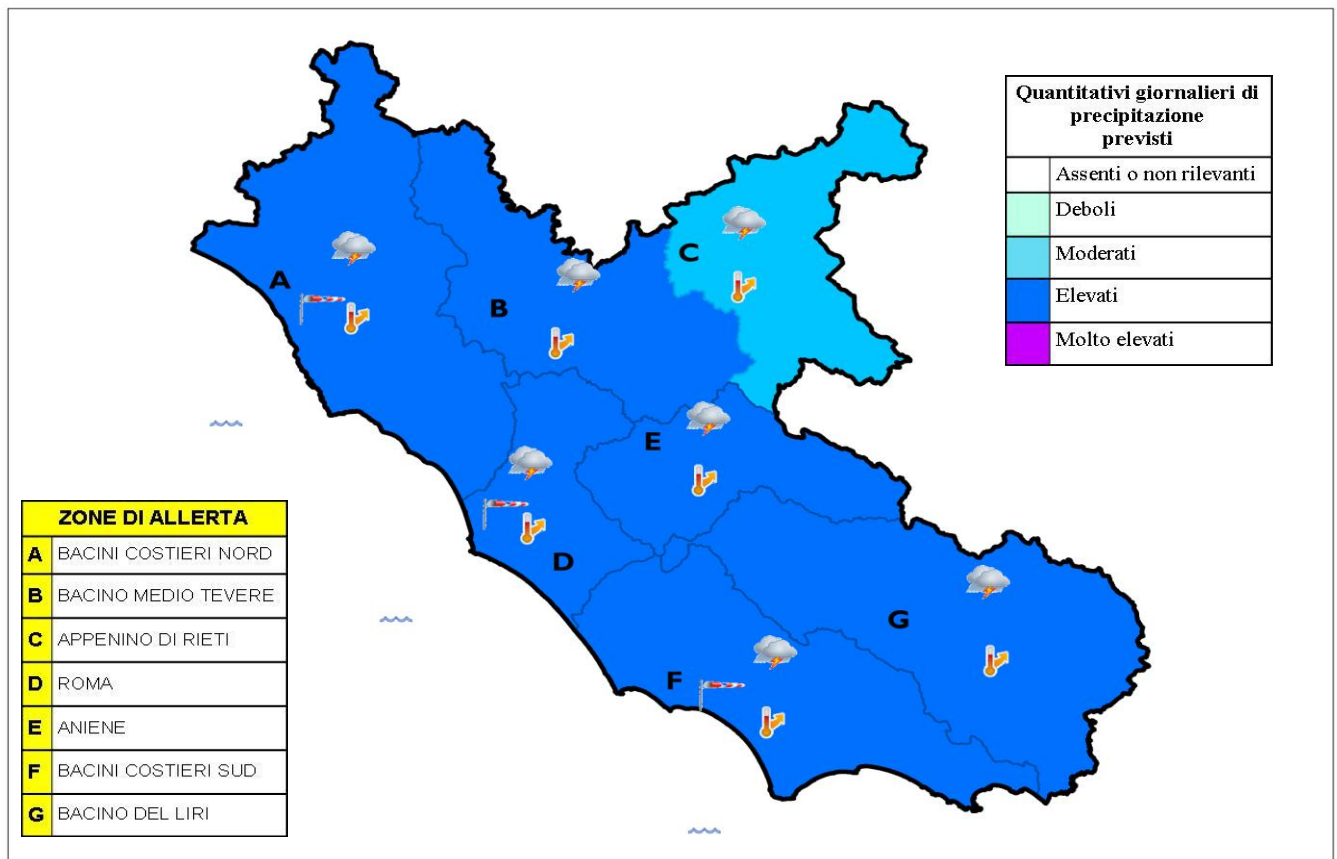 Quantitativi giornalieri di
precipitazione
previsti
Assenti o non rilevanti
Deboli
Moderati
Elevati
Molto elevati
C
A
B
E
D
G
F
ZONE DI ALLERTA
A BACINI COSTIERI NORD
B BACINO MEDIO TEVERE
C APPENINO DI RIETI
D ROMA
E ANIENE
F BACINI COSTIERI SUD
G BACINO DEL LIRI